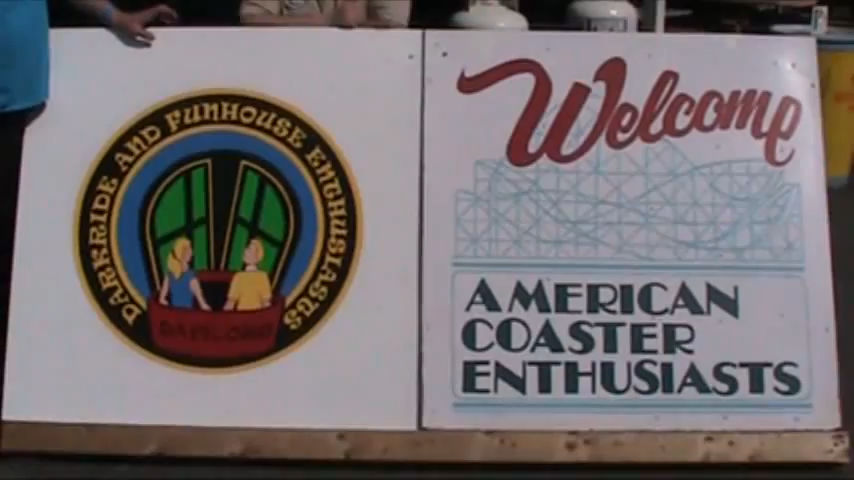 DARKRIDE AND FUNHOUSE ENTHUSIASTS
Welcome
AMERICAN
COASTER
ENTHUSIASTS